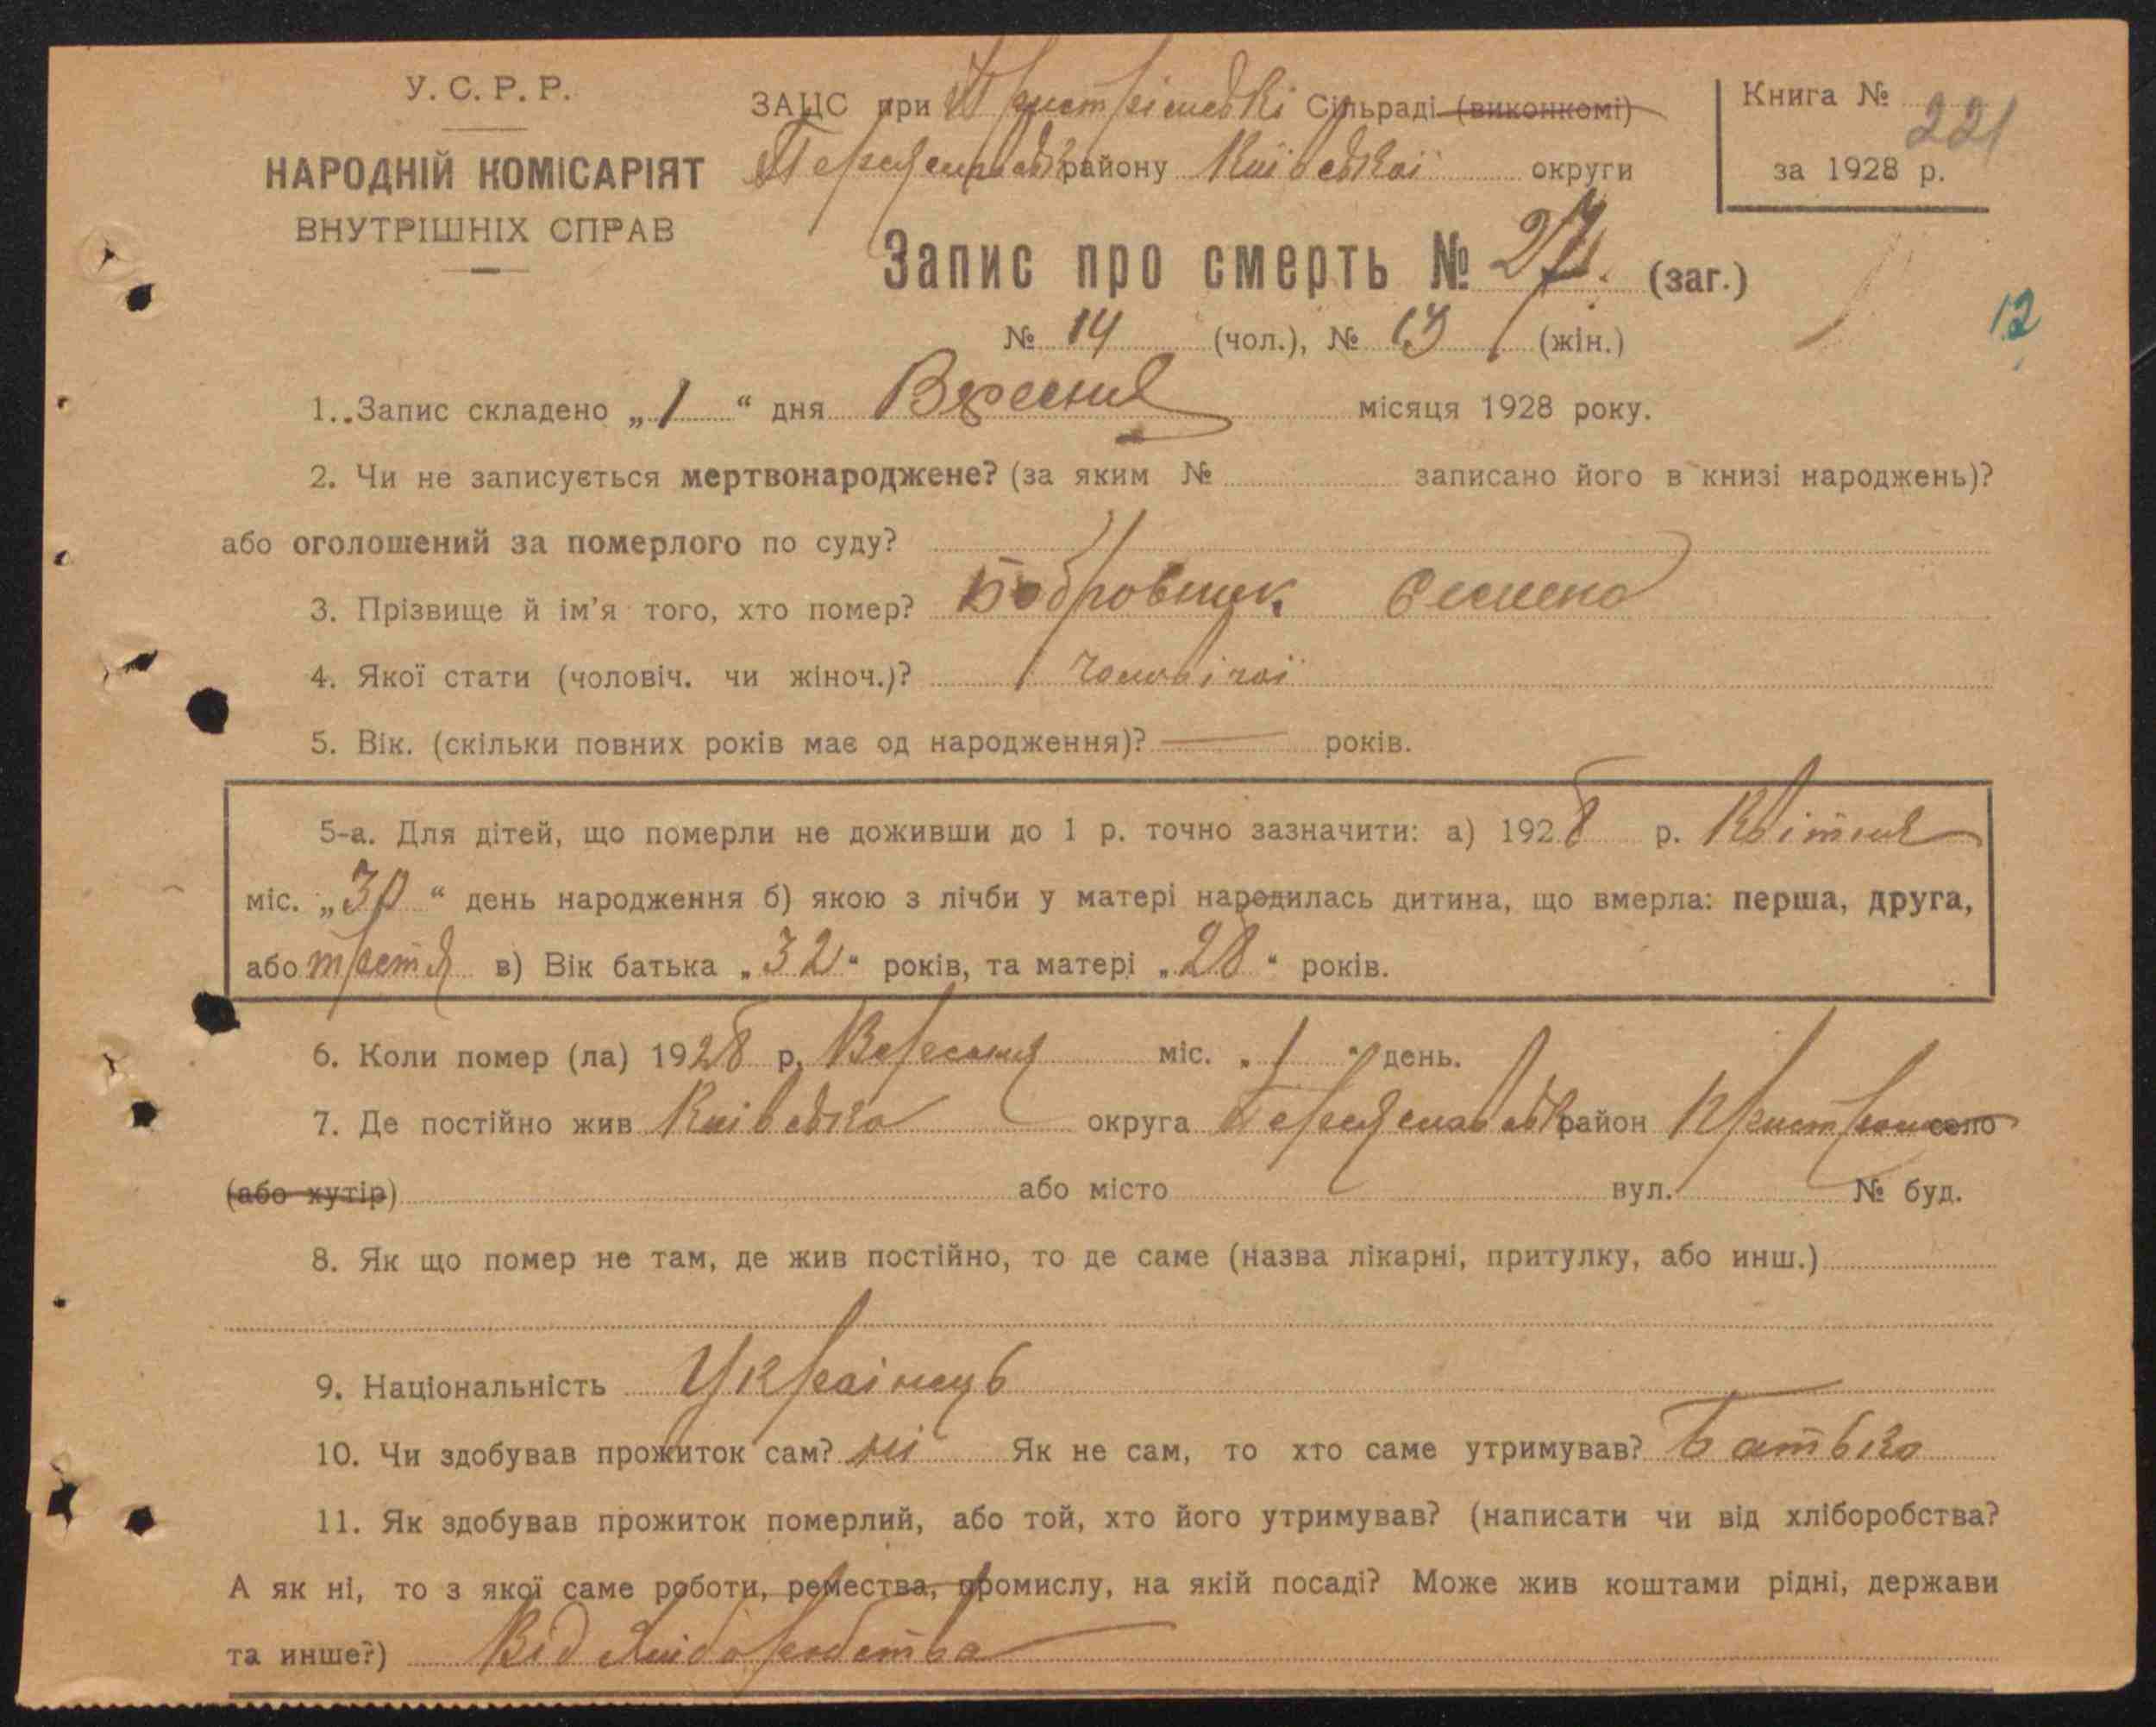 У. С. Р. Р.
НАРОДНІЙ КОМІСАРІЯТ
ВНУТРІШНІХ СПРАВ
ЗАЦС при Сільраді (виконкомі)
району Київської округи
Книга № 221
за 1928 р.
Запис про смерть № 27 (заг.)
№ 14 (чол.), № 13 (жін.)
12
1. Запис складено „1“ дня Вересня місяця 1928 року.
2. Чи не записується мертвонароджене? (за яким № записано його в книзі народжень)?
або оголошений за померлого по суду?
3. Прізвище й ім'я того, хто помер? Бобровник
4. Якої стати (чоловіч. чи жіноч.)? Чоловічої
5. Вік. (скільки повних років має од народження)? — років.
5-а. Для дітей, що померли не доживши до 1 р. точно зазначити: а) 1928 р. Квітня
міс. „30“ день народження б) якою з лічби у матері народилась дитина, що вмерла: перша, друга,
або третя в) Вік батька „32“ років, та матері „28“ років.
6. Коли помер (ла) 1928 р. Вересня міс. „1“ день.
7. Де постійно жив Київська округа район село
(або хутір) або місто вул. № буд.
8. Як що помер не там, де жив постійно, то де саме (назва лікарні, притулку, або инш.)
9. Національність Українець
10. Чи здобував прожиток сам? ні Як не сам, то хто саме утримував? Батько
11. Як здобував прожиток померлий, або той, хто його утримував? (написати чи від хліборобства?
А як ні, то з якої саме роботи, ремества, промислу, на якій посаді? Може жив коштами рідні, держави
та инше?) Від хліборобства